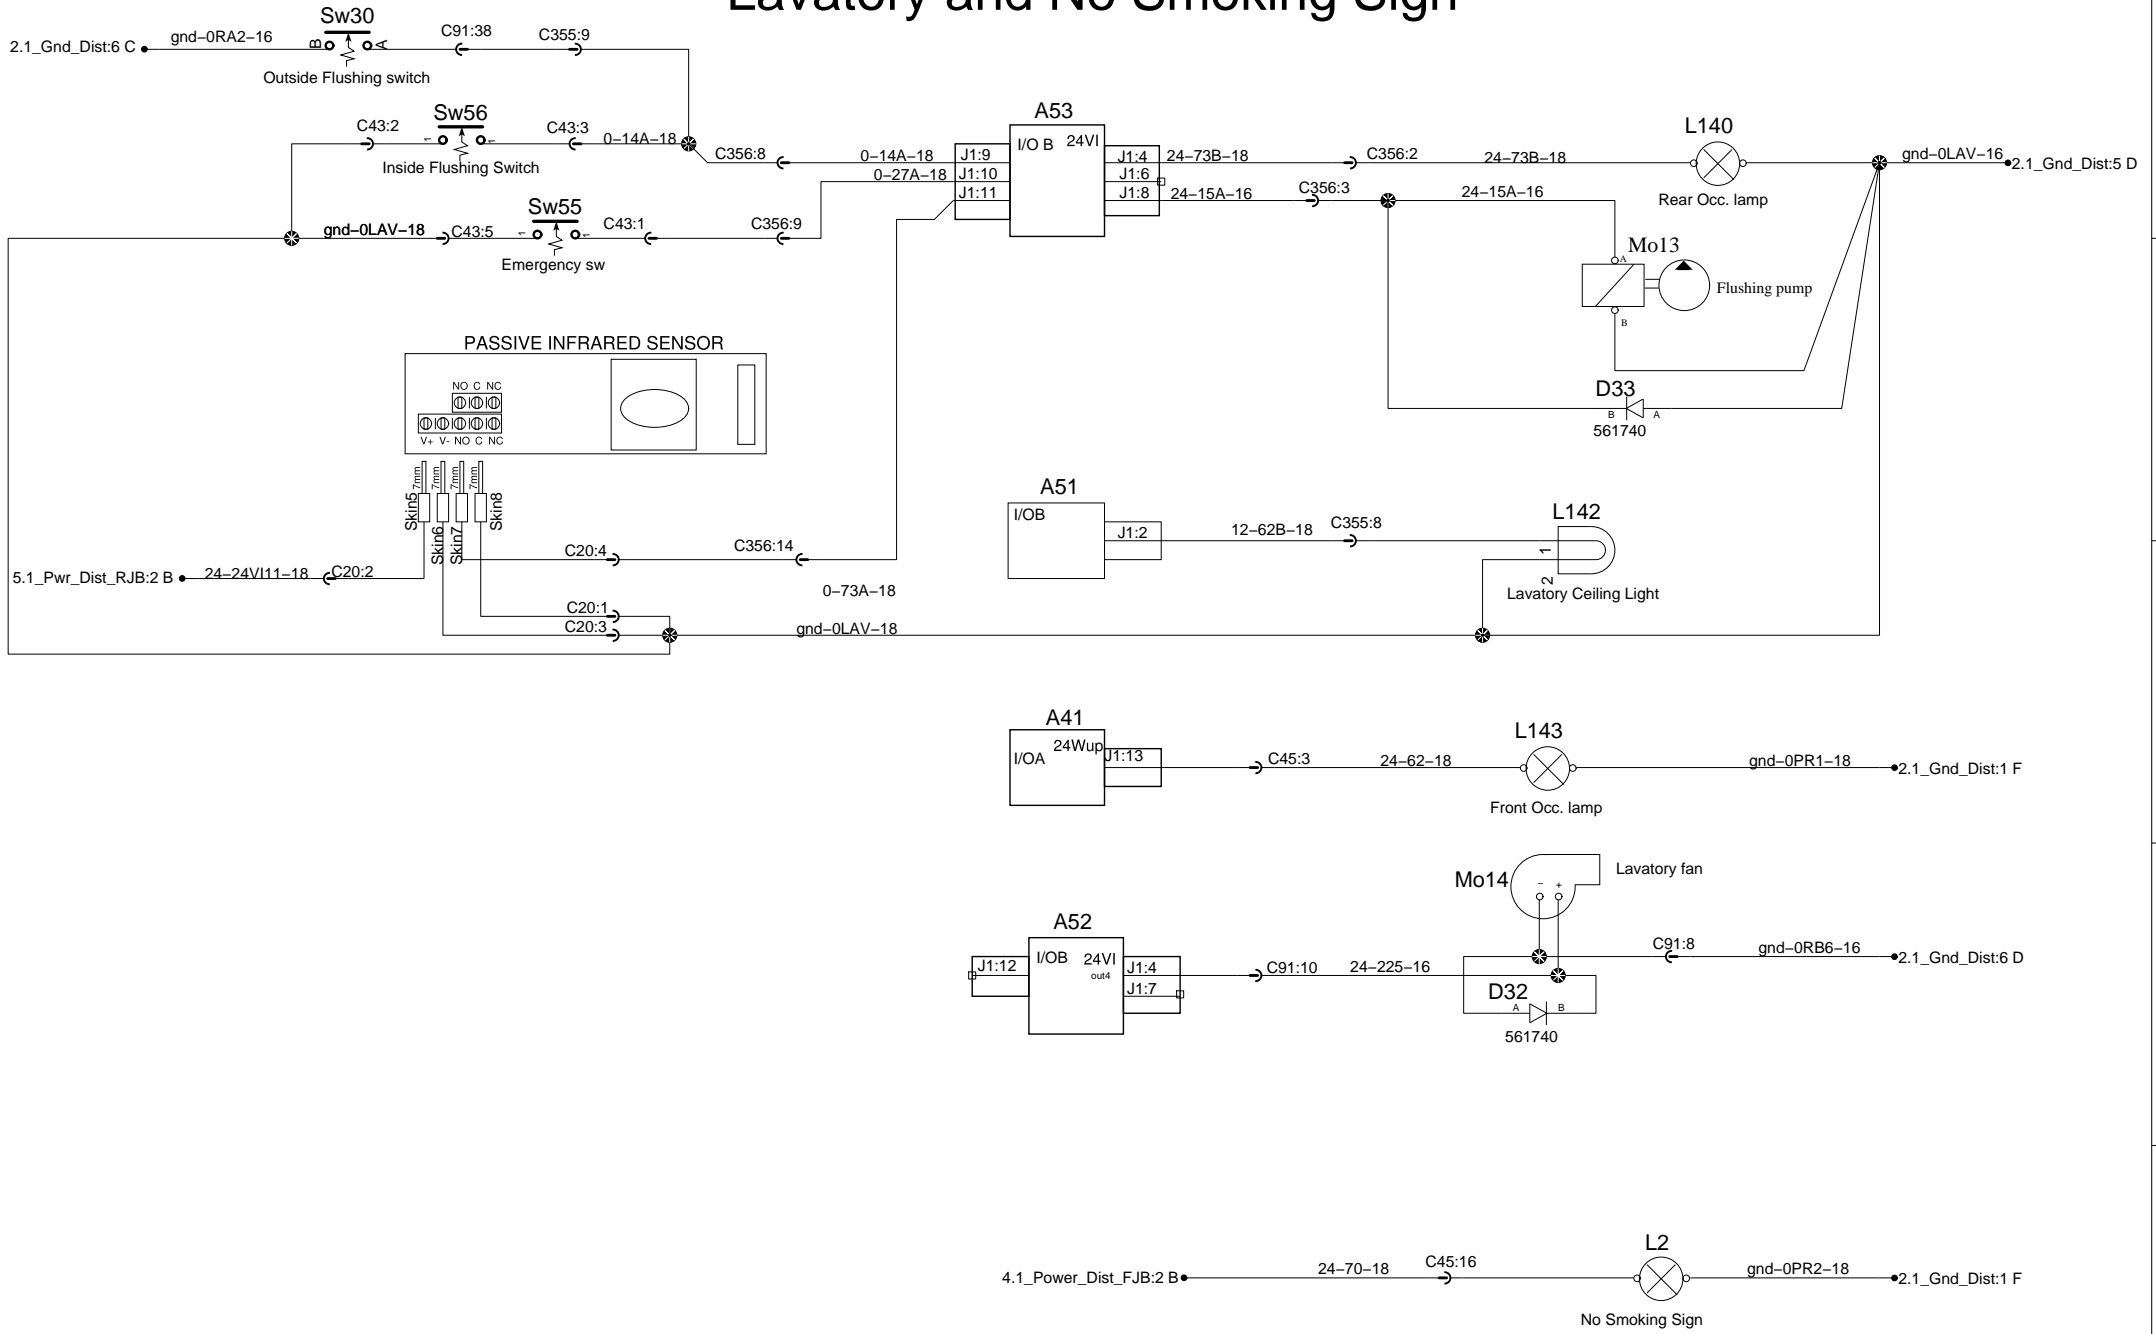 Lavatory and No Smoking Sign
Sw30
2.1_Gnd_Dist:6 C
gnd−0RA2−16
B
A
C91:38
C355:9
Outside Flushing switch
Sw56
C43:2
1
1
C43:3
0−14A−18
Inside Flushing Switch
C356:8
0−14A−18
0−27A−18
Sw55
gnd−0LAV−18
C43:5
1
1
C43:1
C356:9
Emergency sw
A53
I/O B
24VI
J1:9
J1:10
J1:11
J1:4
J1:6
J1:8
24−73B−18
C356:2
24−73B−18
L140
Rear Occ. lamp
gnd−0LAV−16
2.1_Gnd_Dist:5 D
24−15A−16
C356:3
24−15A−16
Mo13
A
B
Flushing pump
D33
B
A
561740
PASSIVE INFRARED SENSOR
NO C NC
V+ V- NO C NC
7mm
7mm
7mm
7mm
Skin5
Skin6
Skin7
Skin8
5.1_Pwr_Dist_RJB:2 B
24−24VI11−18
C20:2
C20:4
C356:14
0−73A−18
C20:1
C20:3
gnd−0LAV−18
A51
I/OB
J1:2
12−62B−18
C355:8
L142
1
2
Lavatory Ceiling Light
A41
24Wup
I/OA
J1:13
C45:3
24−62−18
L143
Front Occ. lamp
gnd−0PR1−18
2.1_Gnd_Dist:1 F
Mo14
− +
Lavatory fan
A52
J1:12
I/OB
24VI
out4
J1:4
J1:7
C91:10
24−225−16
C91:8
gnd−0RB6−16
2.1_Gnd_Dist:6 D
D32
A
B
561740
4.1_Power_Dist_FJB:2 B
24−70−18
C45:16
L2
gnd−0PR2−18
2.1_Gnd_Dist:1 F
No Smoking Sign